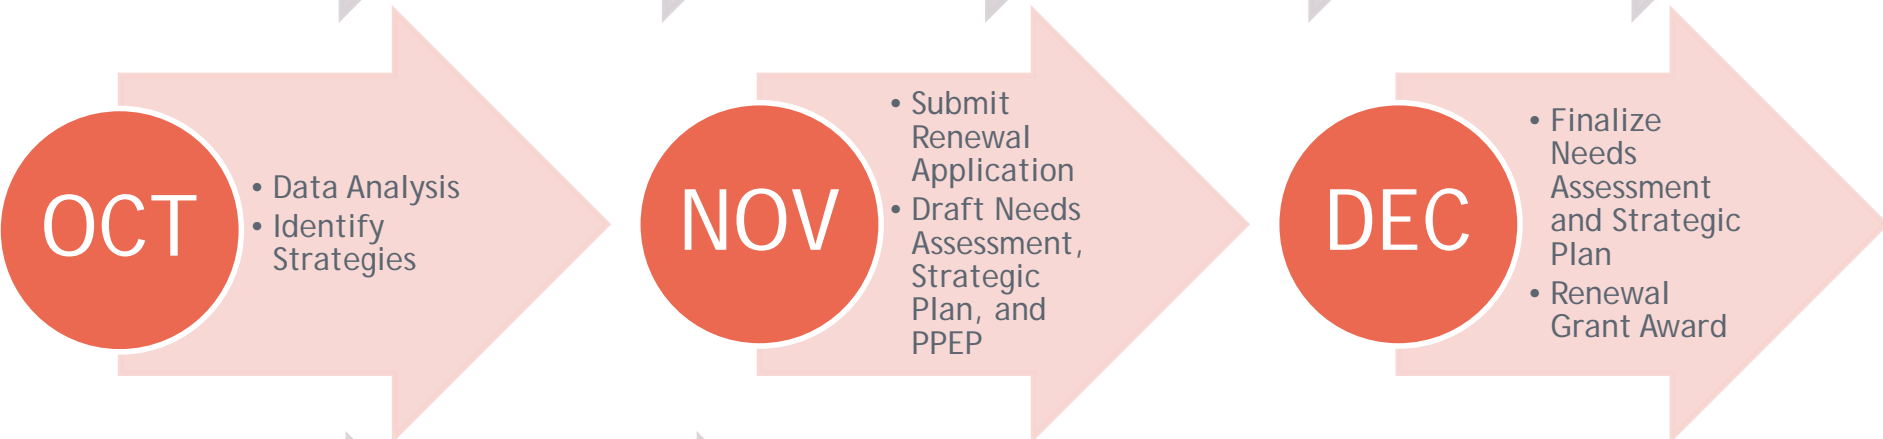 OCT
• Data Analysis
• Identify
Strategies
NOV
• Submit
Renewal
Application
• Draft Needs
Assessment,
Strategic
Plan, and
PPEP
DEC
• Finalize
Needs
Assessment
and Strategic
Plan
• Renewal
Grant Award